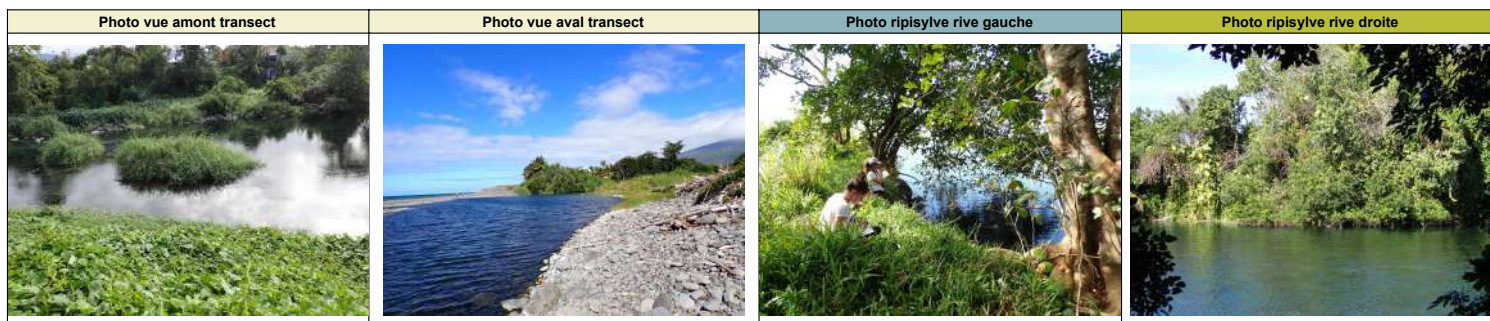 Photo vue amont transect
Photo vue aval transect
Photo ripisylve rive gauche
Photo ripisylve rive droite